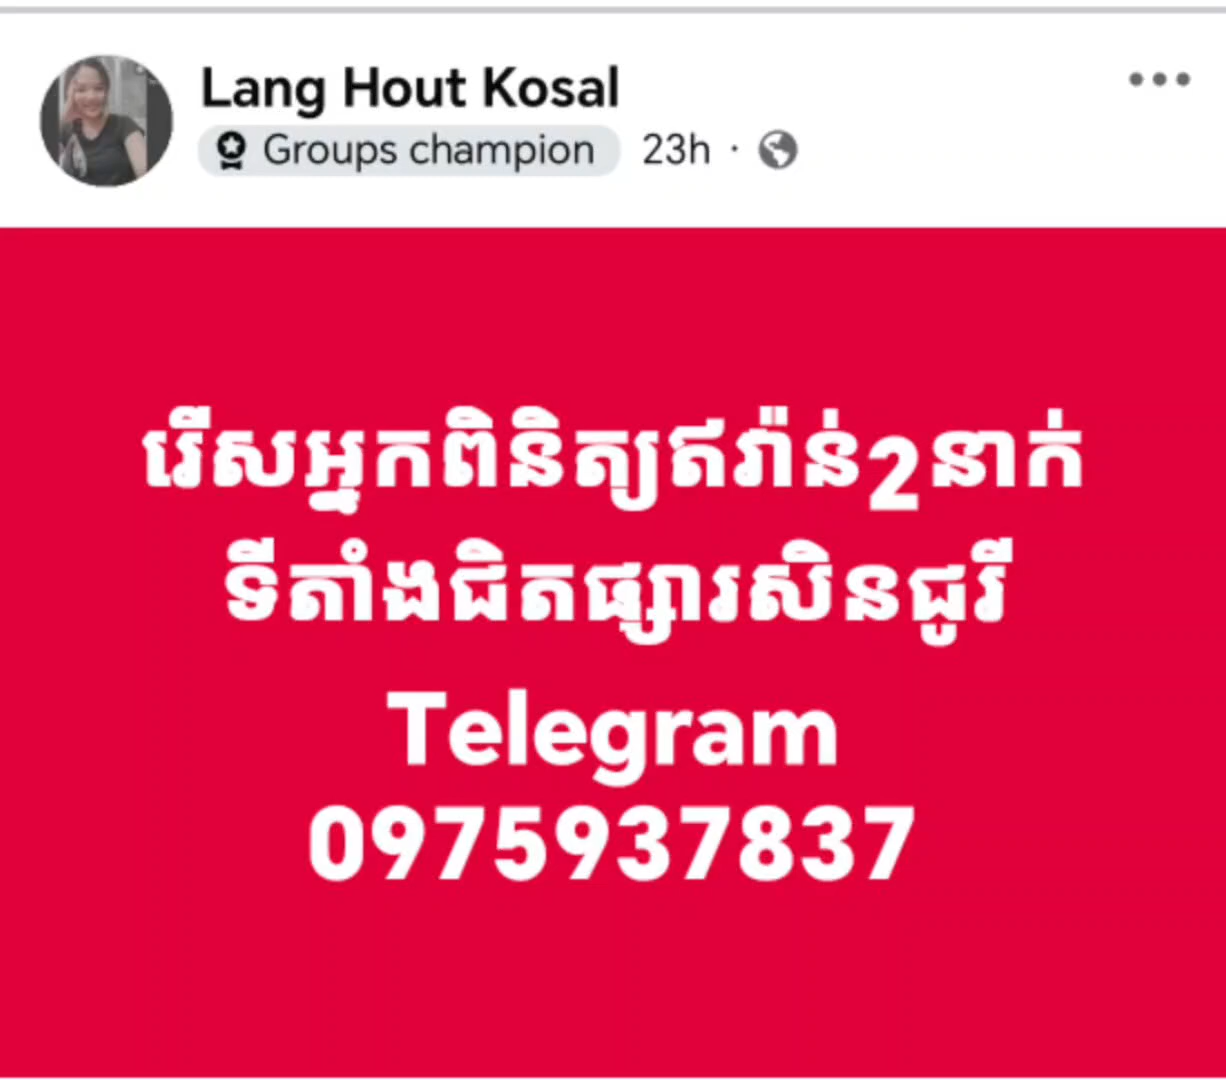 Lang Hout Kosal
Groups champion 23h ·
រើសអ្នកពិនិត្យឥវ៉ាន់2នាក់
ទីតាំងជិតផ្សារសិនជូរី
Telegram
0975937837